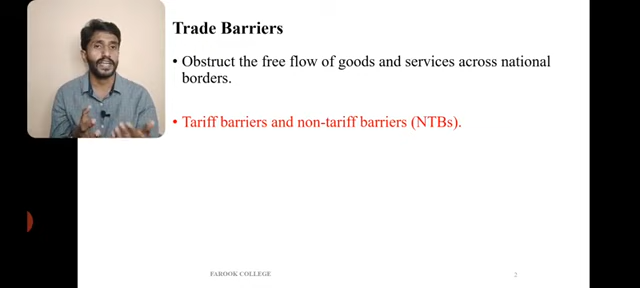 Trade Barriers
• Obstruct the free flow of goods and services across national
borders.
• Tariff barriers and non-tariff barriers (NTBs).
FAROOK COLLEGE
2